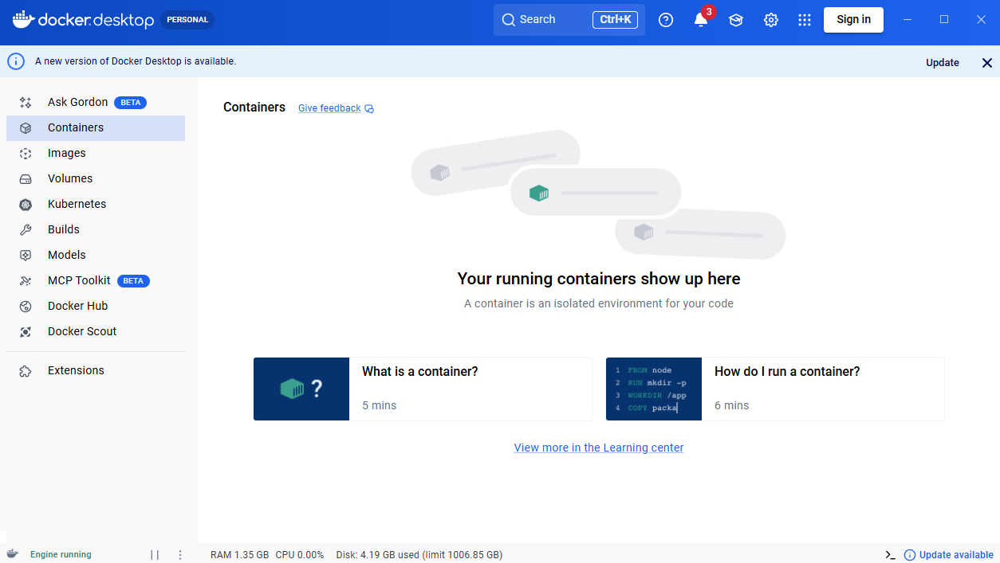 docker.desktop PERSONAL Search Ctrl+K 3 Sign in
A new version of Docker Desktop is available. Update
Ask Gordon BETA
Containers
Images
Volumes
Kubernetes
Builds
Models
MCP Toolkit BETA
Docker Hub
Docker Scout
Extensions
Containers Give feedback
Your running containers show up here
A container is an isolated environment for your code
?
What is a container?
5 mins
1 FROM node
2 RUN mkdir -p
3 WORKDIR /app
4 COPY packa
How do I run a container?
6 mins
View more in the Learning center
Engine running RAM 1.35 GB CPU 0.00% Disk: 4.19 GB used (limit 1006.85 GB) Update available